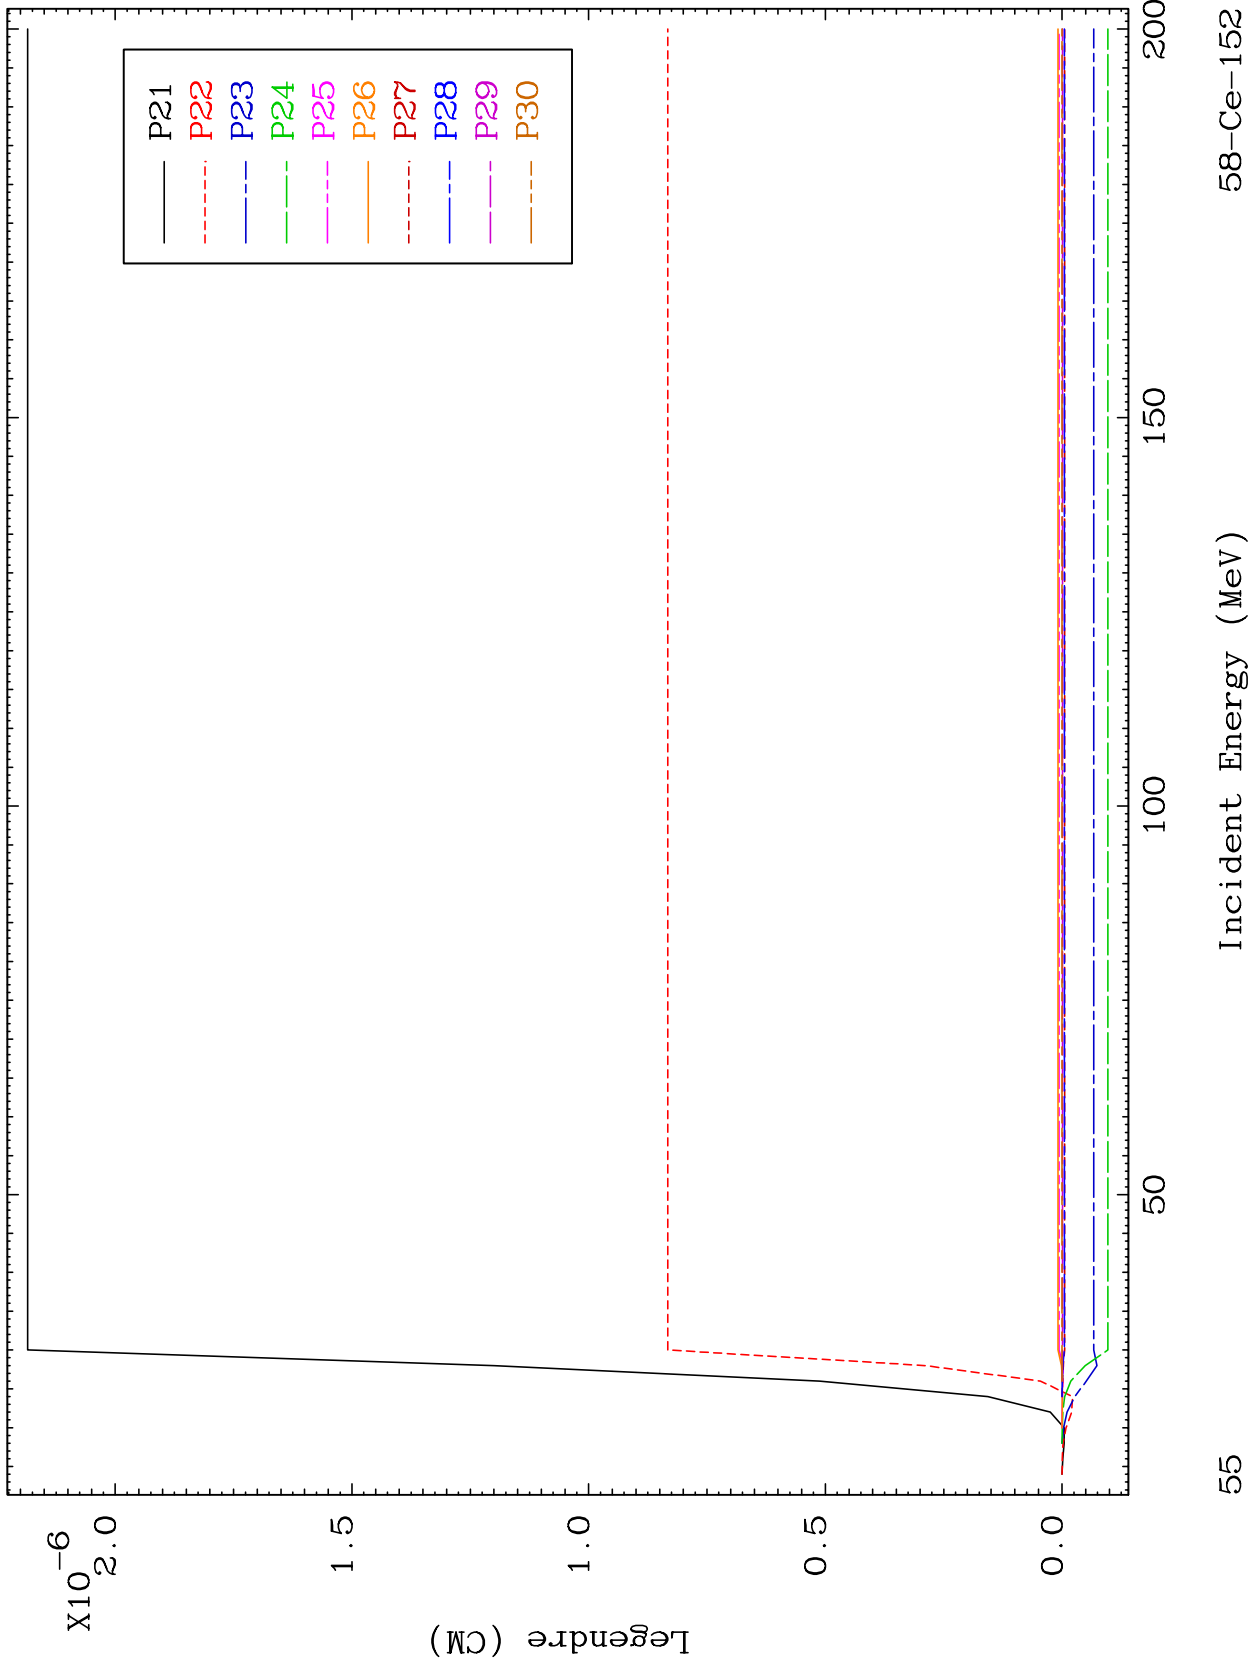 X10-6
2.0
1.5
1.0
0.5
0.0
Legendre (CM)
P21
P22
P23
P24
P25
P26
P27
P28
P29
P30
50
100
150
200
Incident Energy (MeV)
55
58-Ce-152